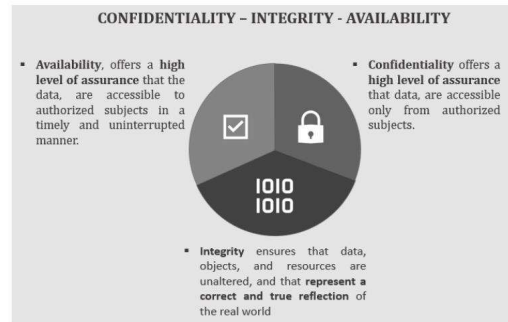 CONFIDENTIALITY – INTEGRITY - AVAILABILITY
▪ Availability, offers a high
level of assurance that the
data, are accessible to
authorized subjects in a
timely and uninterrupted
manner.
▪ Confidentiality offers a
high level of assurance
that data, are accessible
only from authorized
subjects.
1010
1010
▪ Integrity ensures that data,
objects, and resources are
unaltered, and that represent a
correct and true reflection of
the real world